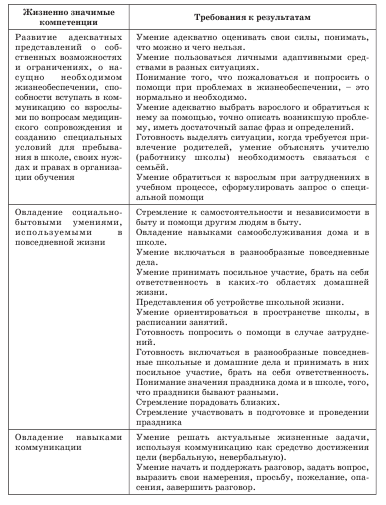 Жизненно значимые
компетенции
Требования к результатам
Развитие адекватных
представлений о соб-
ственных возможностях
и ограничениях, о на-
сущно необходимом
жизнеобеспечении, спо-
собности вступать в ком-
муникацию со взрослы-
ми по вопросам медицин-
ского сопровождения и
созданию специальных
условий для пребыва-
ния в школе, своих нуж-
дах и правах в организа-
ции обучения
Умение адекватно оценивать свои силы, понимать,
что можно и чего нельзя.
Умение пользоваться личными адаптивными сред-
ствами в разных ситуациях.
Понимание того, что пожаловаться и попросить о
помощи при проблемах в жизнеобеспечении, – это
нормально и необходимо.
Умение адекватно выбрать взрослого и обратиться к
нему за помощью, точно описать возникшую пробле-
му, иметь достаточный запас фраз и определений.
Готовность выделять ситуации, когда требуется при-
влечение родителей, умение объяснять учителю
(работнику школы) необходимость связаться с
семьёй.
Умение обратиться к взрослым при затруднениях в
учебном процессе, сформулировать запрос о специ-
альной помощи
Овладение социально-
бытовыми умениями,
используемыми в
повседневной жизни
Стремление к самостоятельности и независимости в
быту и помощи другим людям в быту.
Овладение навыками самообслуживания дома и в
школе.
Умение включаться в разнообразные повседневные
дела.
Умение принимать посильное участие, брать на себя
ответственность в каких-то областях домашней
жизни.
Представления об устройстве школьной жизни.
Умение ориентироваться в пространстве школы, в
расписании занятий.
Готовность попросить о помощи в случае затрудне-
ний.
Готовность включаться в разнообразные повседнев-
ные школьные и домашние дела и принимать в них
посильное участие, брать на себя ответственность.
Понимание значения праздника дома и в школе, того,
что праздники бывают разными.
Стремление порадовать близких.
Стремление участвовать в подготовке и проведении
праздника
Овладение навыками
коммуникации
Умение решать актуальные жизненные задачи,
используя коммуникацию как средство достижения
цели (вербальную, невербальную).
Умение начать и поддержать разговор, задать вопрос,
выразить свои намерения, просьбу, пожелание, опа-
сения, завершить разговор.